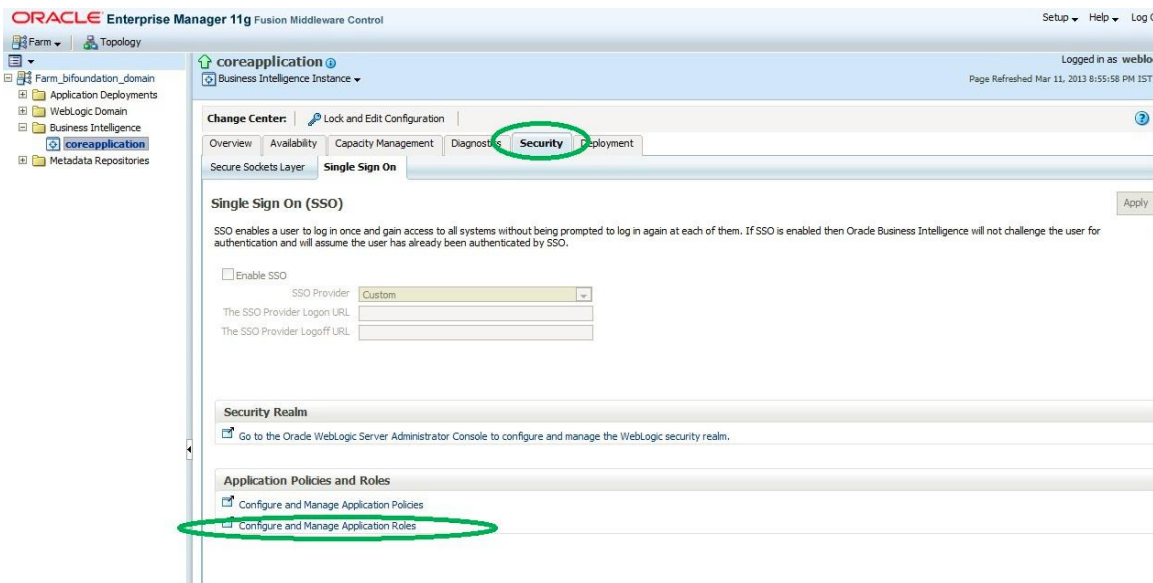 ORACLE Enterprise Manager 11g Fusion Middleware Control
Setup Help Log
Farm Topology
coreapplication
Logged in as weblo
Business Intelligence Instance
Page Refreshed Mar 11, 2013 8:55:58 PM IST
Farm_bifoundation_domain
Application Deployments
WebLogic Domain
Business Intelligence
coreapplication
Metadata Repositories
Change Center: Lock and Edit Configuration
Overview Availability Capacity Management Diagnostics Security Deployment
Secure Sockets Layer Single Sign On
Single Sign On (SSO)
Apply
SSO enables a user to log in once and gain access to all systems without being prompted to log in again at each of them. If SSO is enabled then Oracle Business Intelligence will not challenge the user for
authentication and will assume the user has already been authenticated by SSO.
Enable SSO
SSO Provider Custom
The SSO Provider Logon URL
The SSO Provider Logoff URL
Security Realm
Go to the Oracle WebLogic Server Administrator Console to configure and manage the WebLogic security realm.
Application Policies and Roles
Configure and Manage Application Policies
Configure and Manage Application Roles